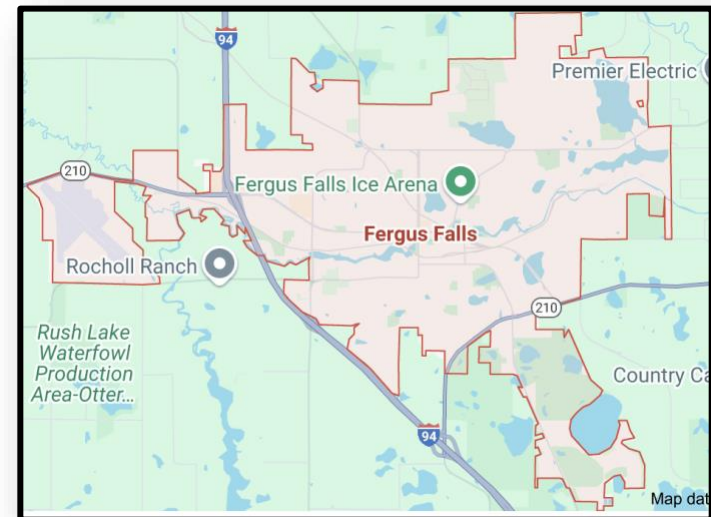 94
Premier Electric
210
Fergus Falls Ice Arena
Fergus Falls
Rocholl Ranch
210
Rush Lake
Waterfowl
Production
Area-Otter...
Country Ca
94
Map dat